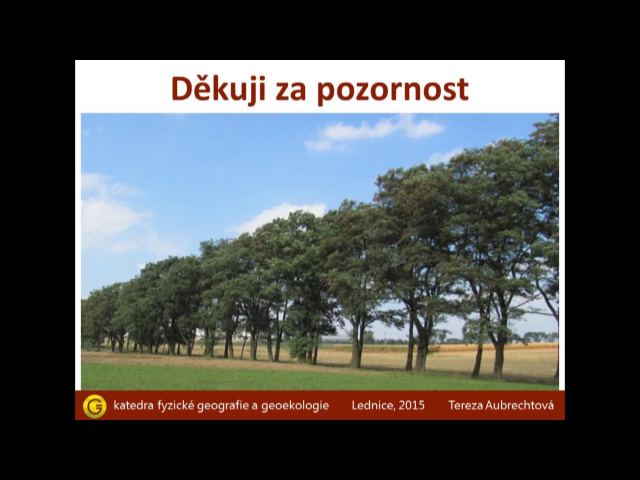 Děkuji za pozornost
katedra fyzické geografie a geoekologie Lednice, 2015 Tereza Aubrechtová